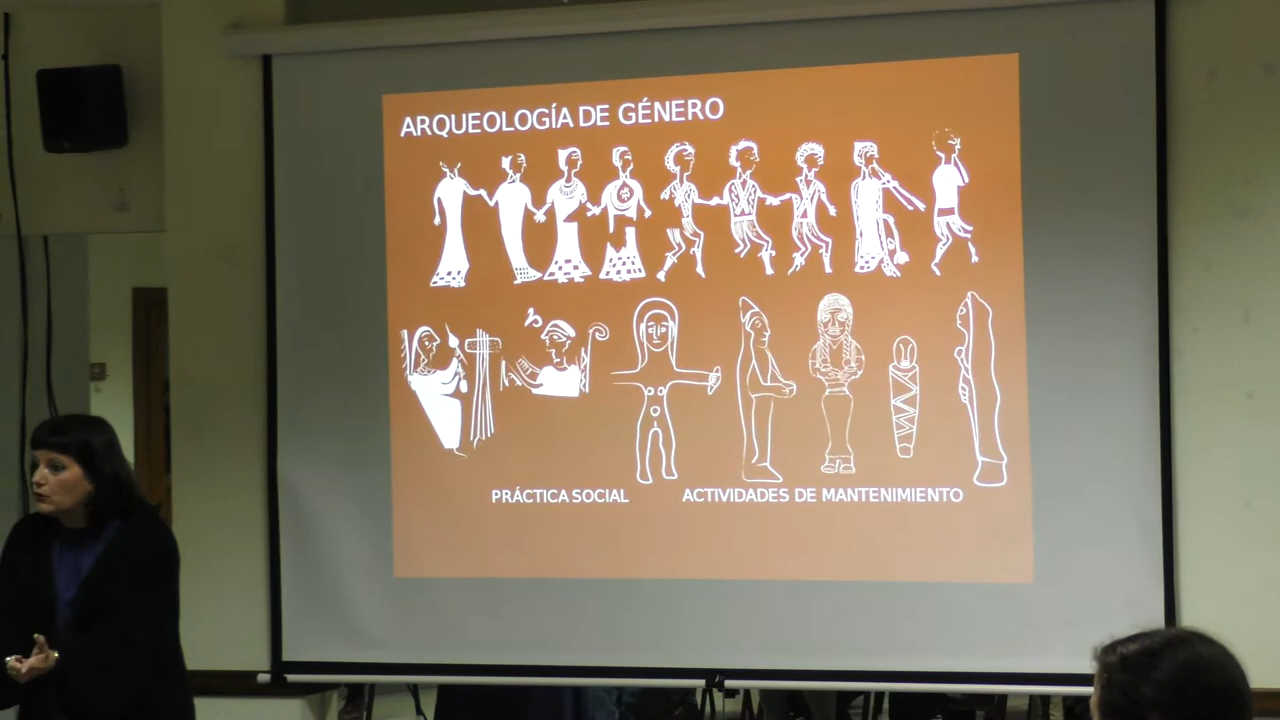 ARQUEOLOGÍA DE GÉNERO
PRÁCTICA SOCIAL
ACTIVIDADES DE MANTENIMIENTO